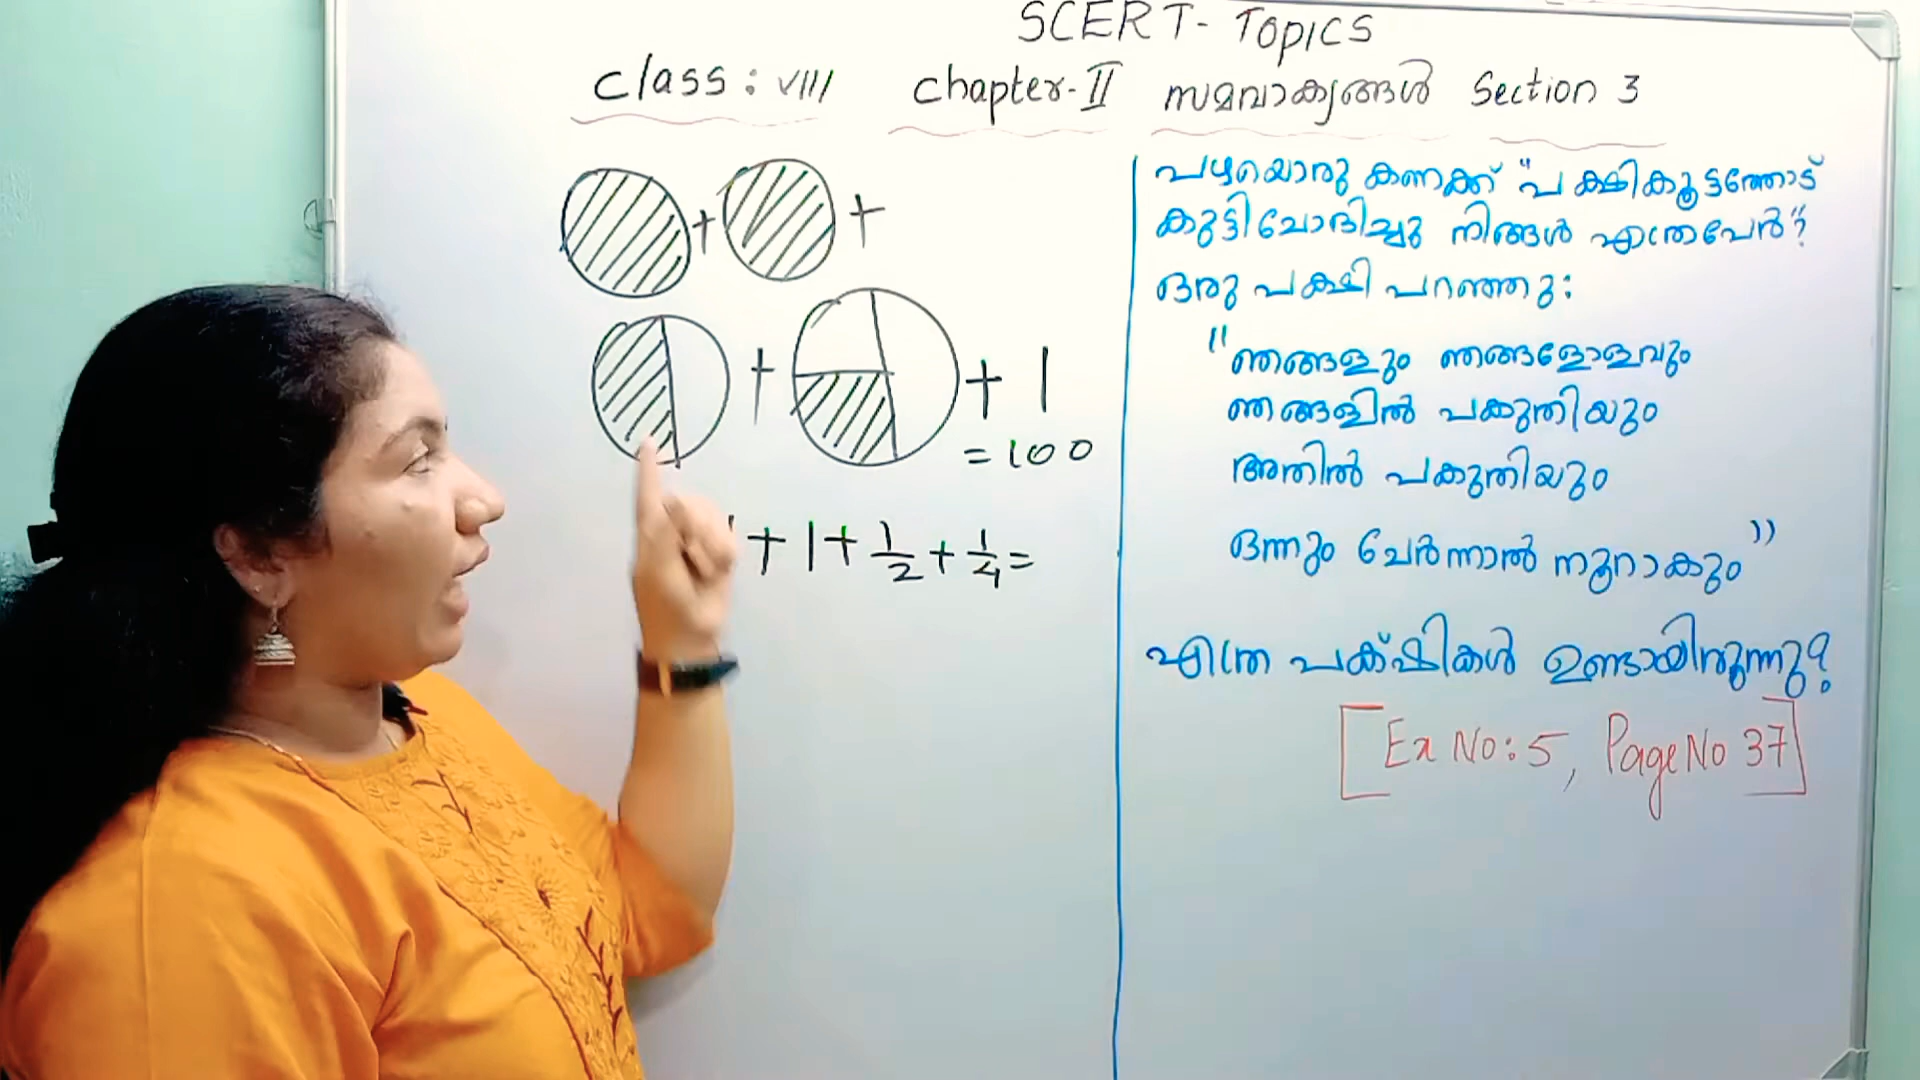 SCERT- TOPICS
Class: VIII Chapter-II സമവാക്യങ്ങൾ Section 3
+ +
+ + 1
= 100
+ 1 + 1/2 + 1/4 =
പഴയൊരു കണക്ക് "പക്ഷികൂട്ടത്തോട്
കുട്ടിചോദിച്ചു നിങ്ങൾ എത്രപേർ"?
ഒരു പക്ഷി പറഞ്ഞു:
"ഞങ്ങളും ഞങ്ങളോളവും
ഞങ്ങളിൽ പകുതിയും
അതിൽ പകുതിയും
ഒന്നും ചേർന്നാൽ നൂറാകും"
എത്ര പക്ഷികൾ ഉണ്ടായിരുന്നു?
[Ex No: 5, Page No 37]